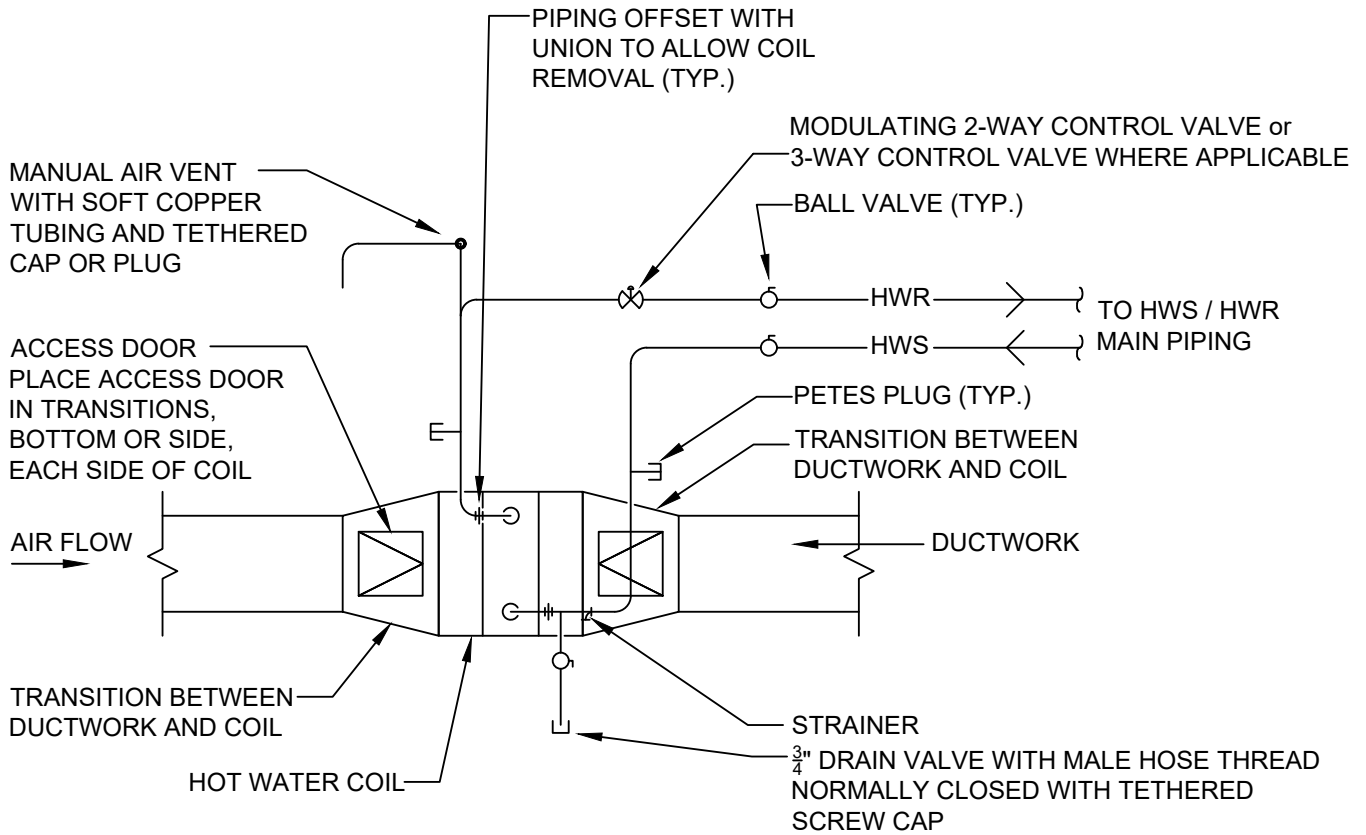 PIPING OFFSET WITH
UNION TO ALLOW COIL
REMOVAL (TYP.)
MODULATING 2-WAY CONTROL VALVE or
3-WAY CONTROL VALVE WHERE APPLICABLE
MANUAL AIR VENT
WITH SOFT COPPER
TUBING AND TETHERED
CAP OR PLUG
BALL VALVE (TYP.)
HWR
HWS
TO HWS / HWR
MAIN PIPING
ACCESS DOOR
PLACE ACCESS DOOR
IN TRANSITIONS,
BOTTOM OR SIDE,
EACH SIDE OF COIL
PETES PLUG (TYP.)
TRANSITION BETWEEN
DUCTWORK AND COIL
AIR FLOW
DUCTWORK
TRANSITION BETWEEN
DUCTWORK AND COIL
HOT WATER COIL
STRAINER
3/4" DRAIN VALVE WITH MALE HOSE THREAD
NORMALLY CLOSED WITH TETHERED
SCREW CAP